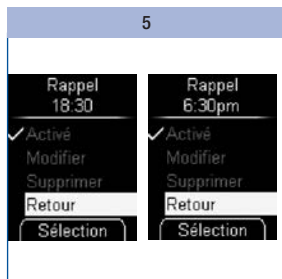 5
Rappel
18:30
Activé
Modifier
Supprimer
Retour
Sélection
Rappel
6:30pm
Activé
Modifier
Supprimer
Retour
Sélection